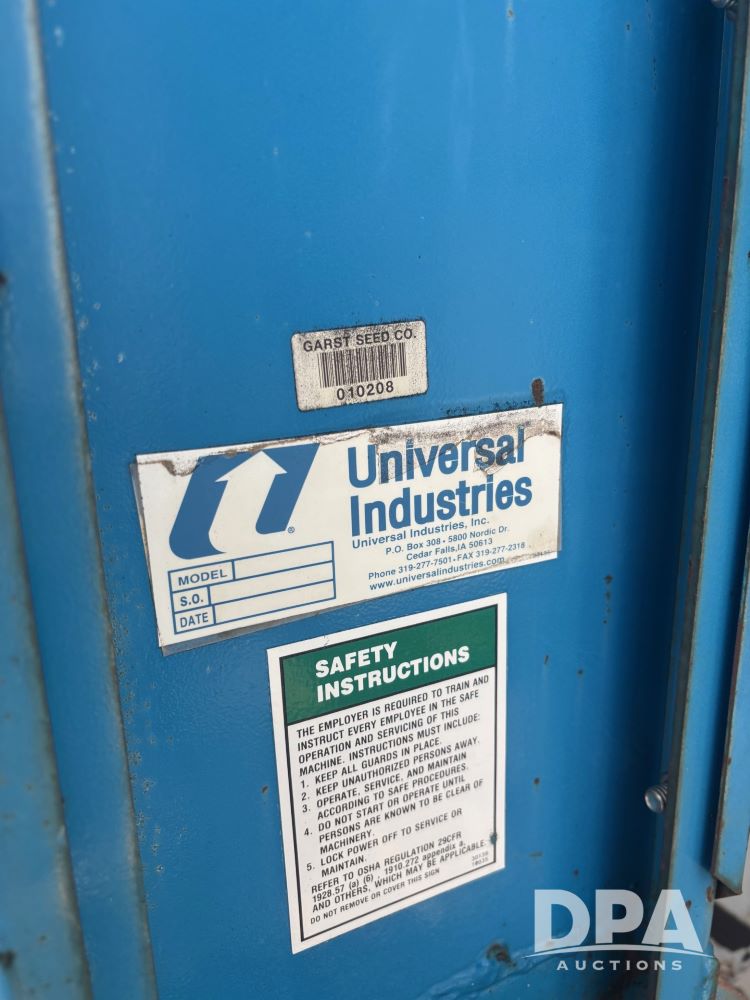 GARST SEED CO.
010208
Universal
Industries
®
Universal Industries, Inc.
P.O. Box 308 • 5800 Nordic Dr.
Cedar Falls, IA 50613
Phone 319-277-7501 • FAX 319-277-2318
www.universalindustries.com
MODEL
S.O.
DATE
SAFETY
INSTRUCTIONS
THE EMPLOYER IS REQUIRED TO TRAIN AND
INSTRUCT EVERY EMPLOYEE IN THE SAFE
OPERATION AND SERVICING OF THIS
MACHINE. INSTRUCTIONS MUST INCLUDE:
1. KEEP ALL GUARDS IN PLACE.
2. KEEP UNAUTHORIZED PERSONS AWAY.
3. OPERATE, SERVICE, AND MAINTAIN
ACCORDING TO SAFE PROCEDURES.
4. DO NOT START OR OPERATE UNTIL
PERSONS ARE KNOWN TO BE CLEAR OF
MACHINERY.
5. LOCK POWER OFF TO SERVICE OR
MAINTAIN.
REFER TO OSHA REGULATION 29CFR
1928.57 (a) (6), 1910.272 appendix a,
AND OTHERS, WHICH MAY BE APPLICABLE.
DO NOT REMOVE OR COVER THIS SIGN
DPA
AUCTIONS